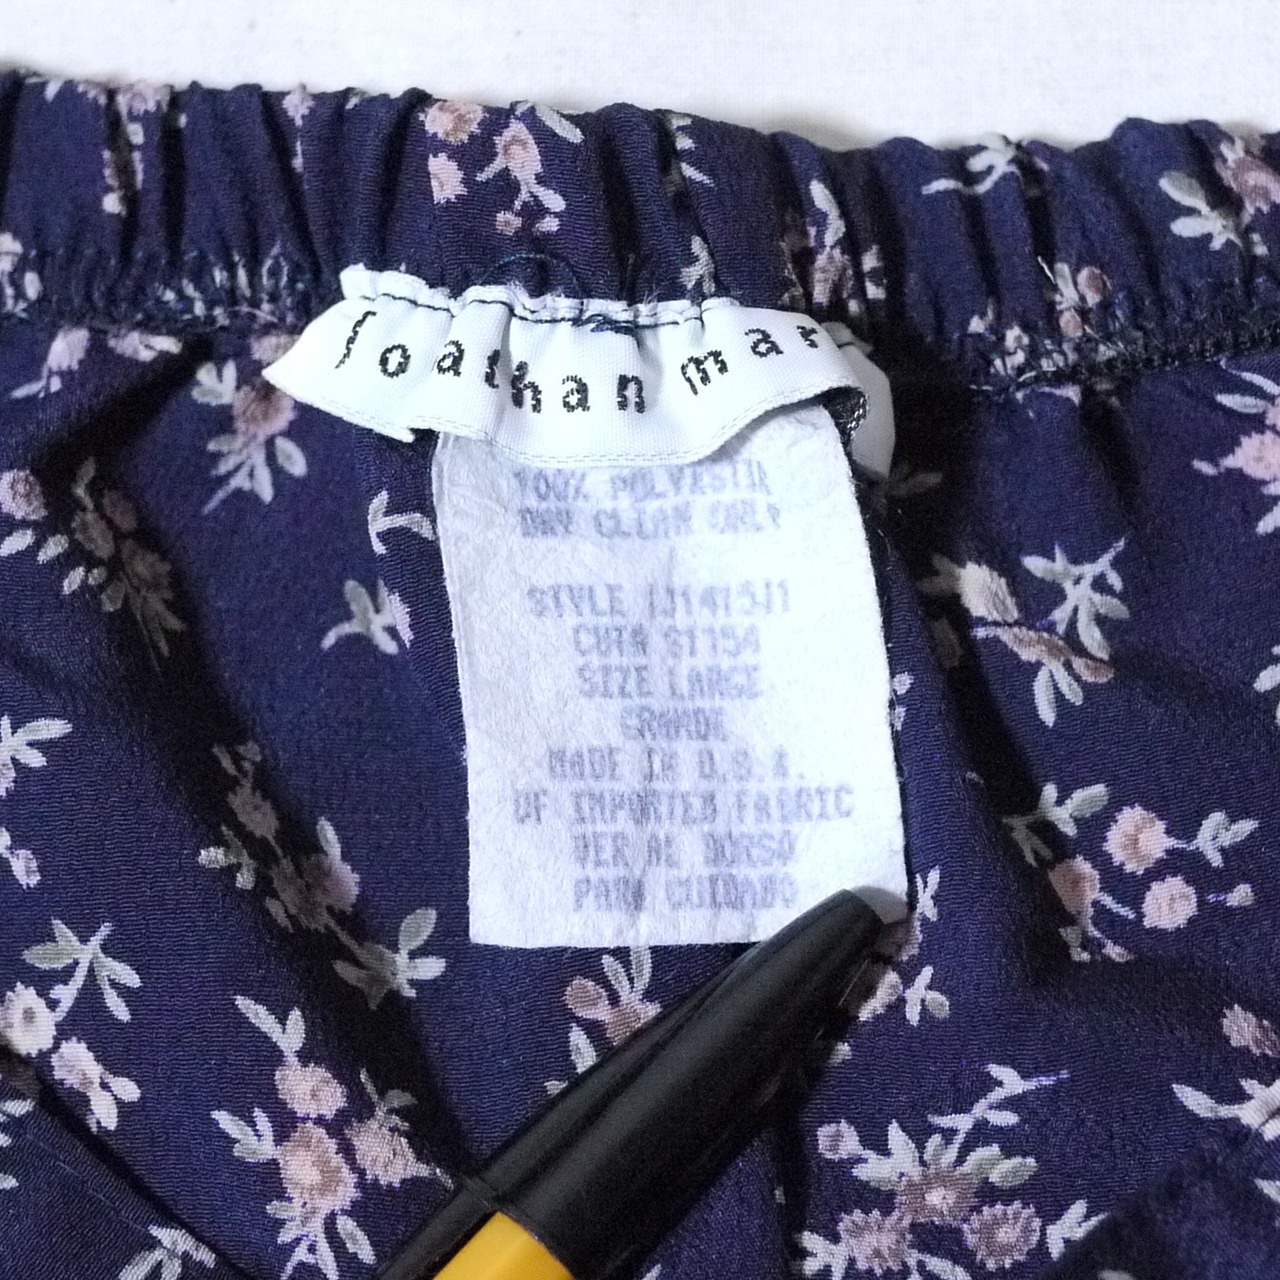 joathan mar
100% POLYESTER
DRY CLEAN ONLY
STYLE
CUT#
SIZE LARGE
GRANDE
MADE IN U.S.A.
OF IMPORTED FABRIC
VER AL DORSO
PARA CUIDADO